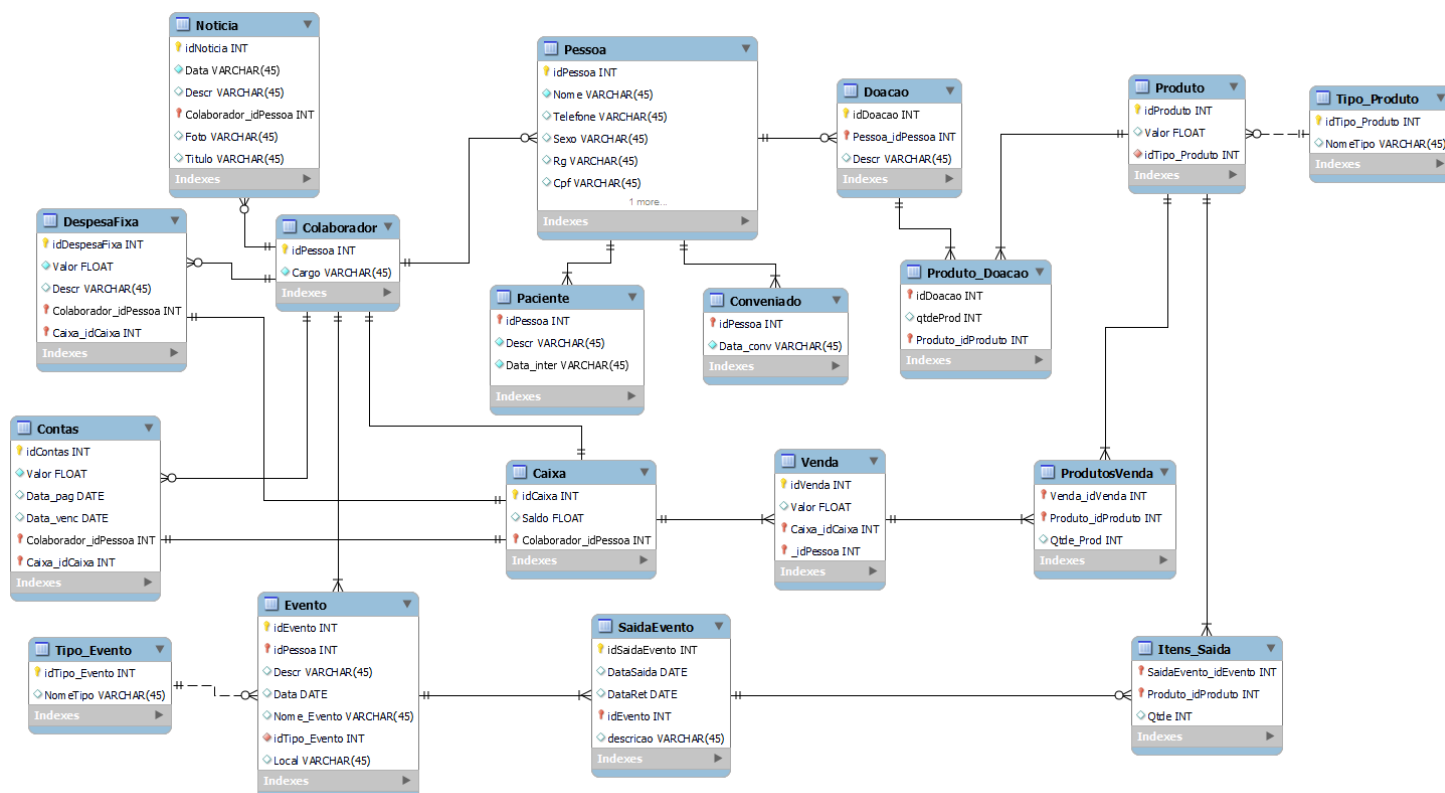 Noticia
idNoticia INT
Data VARCHAR(45)
Descr VARCHAR(45)
Colaborador_idPessoa INT
Foto VARCHAR(45)
Titulo VARCHAR(45)
Indexes
Pessoa
idPessoa INT
Nome VARCHAR(45)
Telefone VARCHAR(45)
Sexo VARCHAR(45)
Rg VARCHAR(45)
Cpf VARCHAR(45)
1 more...
Indexes
Doacao
idDoacao INT
Pessoa_idPessoa INT
Descr VARCHAR(45)
Indexes
Produto
idProduto INT
Valor FLOAT
idTipo_Produto INT
Indexes
Tipo_Produto
idTipo_Produto INT
NomeTipo VARCHAR(45)
Indexes
DespesaFixa
idDespesaFixa INT
Valor FLOAT
Descr VARCHAR(45)
Colaborador_idPessoa INT
Caixa_idCaixa INT
Indexes
Colaborador
idPessoa INT
Cargo VARCHAR(45)
Indexes
Paciente
idPessoa INT
Descr VARCHAR(45)
Data_inter VARCHAR(45)
Indexes
Conveniado
idPessoa INT
Data_conv VARCHAR(45)
Indexes
Produto_Doacao
idDoacao INT
qtdeProd INT
Produto_idProduto INT
Indexes
Contas
idContas INT
Valor FLOAT
Data_pag DATE
Data_venc DATE
Colaborador_idPessoa INT
Caixa_idCaixa INT
Indexes
Caixa
idCaixa INT
Saldo FLOAT
Colaborador_idPessoa INT
Indexes
Venda
idVenda INT
Valor FLOAT
Caixa_idCaixa INT
_idPessoa INT
Indexes
ProdutosVenda
Venda_idVenda INT
Produto_idProduto INT
Qtde_Prod INT
Indexes
Tipo_Evento
idTipo_Evento INT
NomeTipo VARCHAR(45)
Indexes
Evento
idEvento INT
idPessoa INT
Descr VARCHAR(45)
Data DATE
Nome_Evento VARCHAR(45)
idTipo_Evento INT
Local VARCHAR(45)
Indexes
SaidaEvento
idSaidaEvento INT
DataSaida DATE
DataRet DATE
idEvento INT
descricao VARCHAR(45)
Indexes
Itens_Saida
SaidaEvento_idEvento INT
Produto_idProduto INT
Qtde INT
Indexes